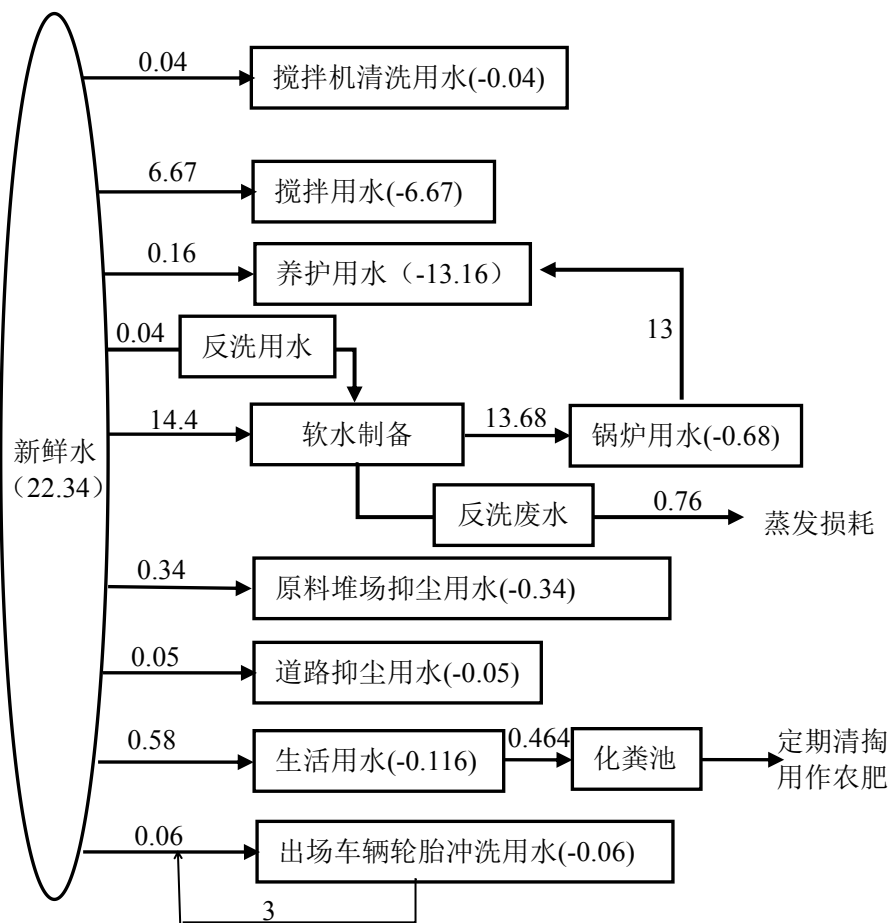 0.04
搅拌机清洗用水(-0.04)
6.67
搅拌用水(-6.67)
0.16
养护用水（-13.16）
13
0.04
反洗用水
14.4
软水制备
13.68
锅炉用水(-0.68)
新鲜水
（22.34）
反洗废水
0.76
蒸发损耗
0.34
原料堆场抑尘用水(-0.34)
0.05
道路抑尘用水(-0.05)
0.58
生活用水(-0.116)
0.464
化粪池
定期清掏
用作农肥
0.06
出场车辆轮胎冲洗用水(-0.06)
3